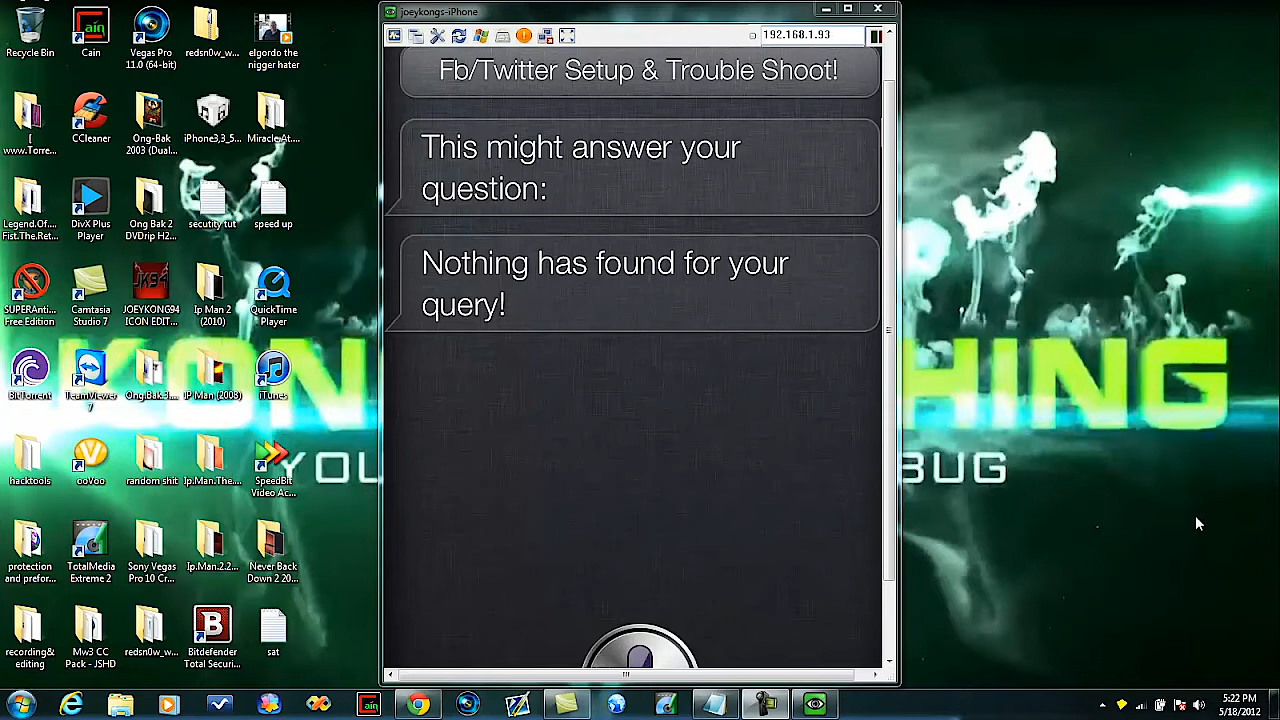 joeykongs-iPhone
192.168.1.93
Fb/Twitter Setup & Trouble Shoot!
This might answer your
question:
Nothing has found for your
query!
Recycle Bin
Cain
Vegas Pro
11.0 (64-bit)
redsn0w_w...
elgordo the
nigger hater
[
www.Torre...
CCleaner
Ong-Bak
2003 (Dual...
iPhone3,3_5...
Miracle.At...
Legend.Of...
Fist.The.Ret...
DivX Plus
Player
Ong Bak 2
DVDrip H2...
secutity tut
speed up
SUPERAnti...
Free Edition
Camtasia
Studio 7
JOEYKONG94
ICON EDIT...
Ip Man 2
(2010)
QuickTime
Player
BitTorrent
TeamViewer
7
Ong.Bak.3....
IP Man (2008)
iTunes
hacktools
ooVoo
random shit
Ip.Man.The...
SpeedBit
Video Ac...
protection
and prefor...
TotalMedia
Extreme 2
Sony Vegas
Pro 10 Cr...
Ip.Man.2.2...
Never Back
Down 2 20...
recording&
editing
Mw3 CC
Pack - JSHD
redsn0w_w...
Bitdefender
Total Securi...
sat
JK94
KON
HING
YOU
BUG
5:22 PM
5/18/2012